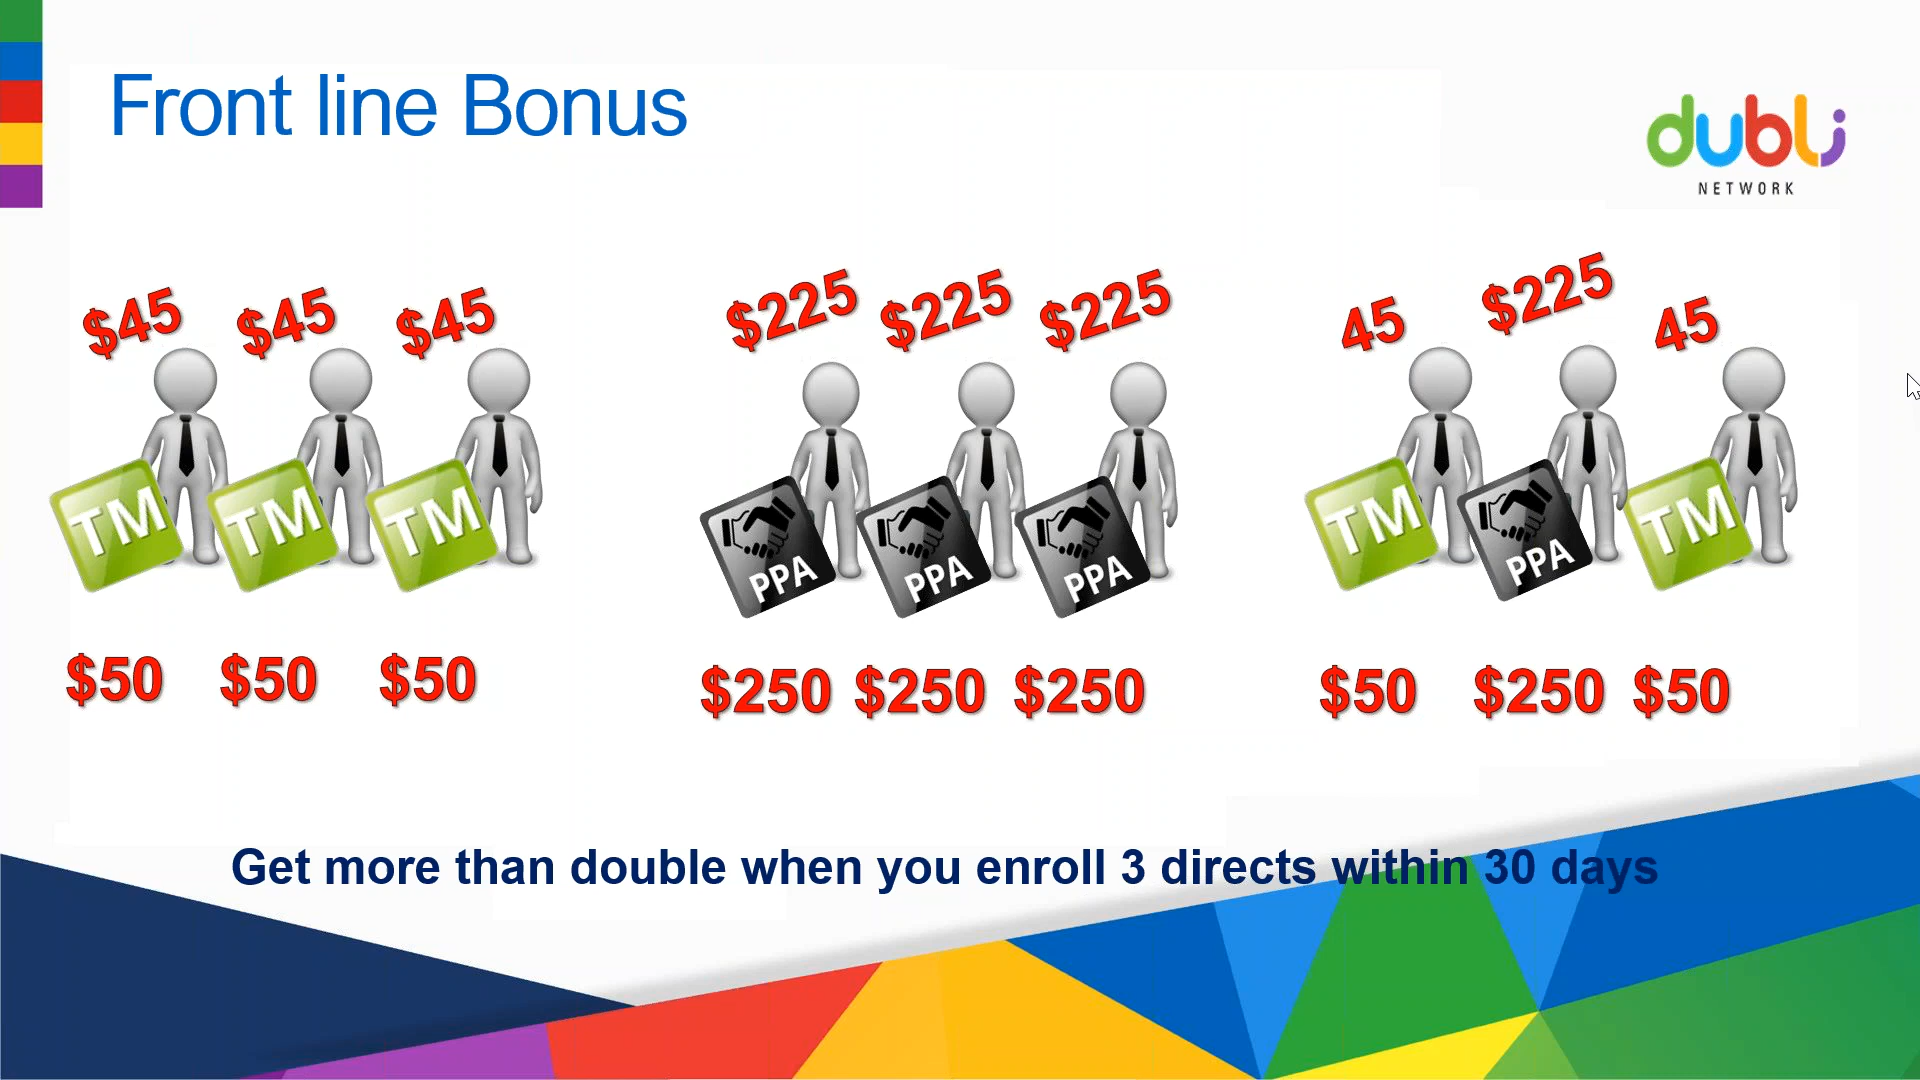 Front line Bonus
dubli
NETWORK
$45 $45 $45
$225 $225 $225
45 $225 45
TM TM TM
PPA PPA PPA
TM PPA TM
$50 $50 $50
$250 $250 $250
$50 $250 $50
Get more than double when you enroll 3 directs within 30 days